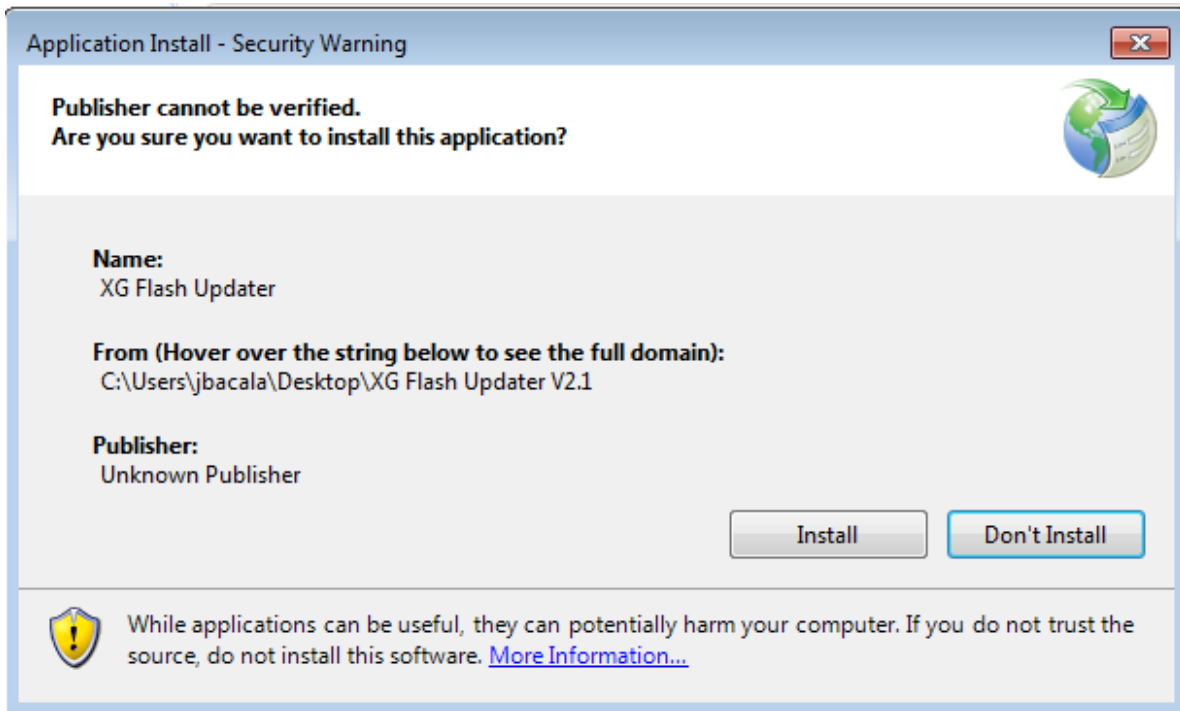 Application Install - Security Warning
Publisher cannot be verified.
Are you sure you want to install this application?
Name:
XG Flash Updater
From (Hover over the string below to see the full domain):
C:\Users\jbacala\Desktop\XG Flash Updater V2.1
Publisher:
Unknown Publisher
Install
Don't Install
While applications can be useful, they can potentially harm your computer. If you do not trust the
source, do not install this software. More Information...